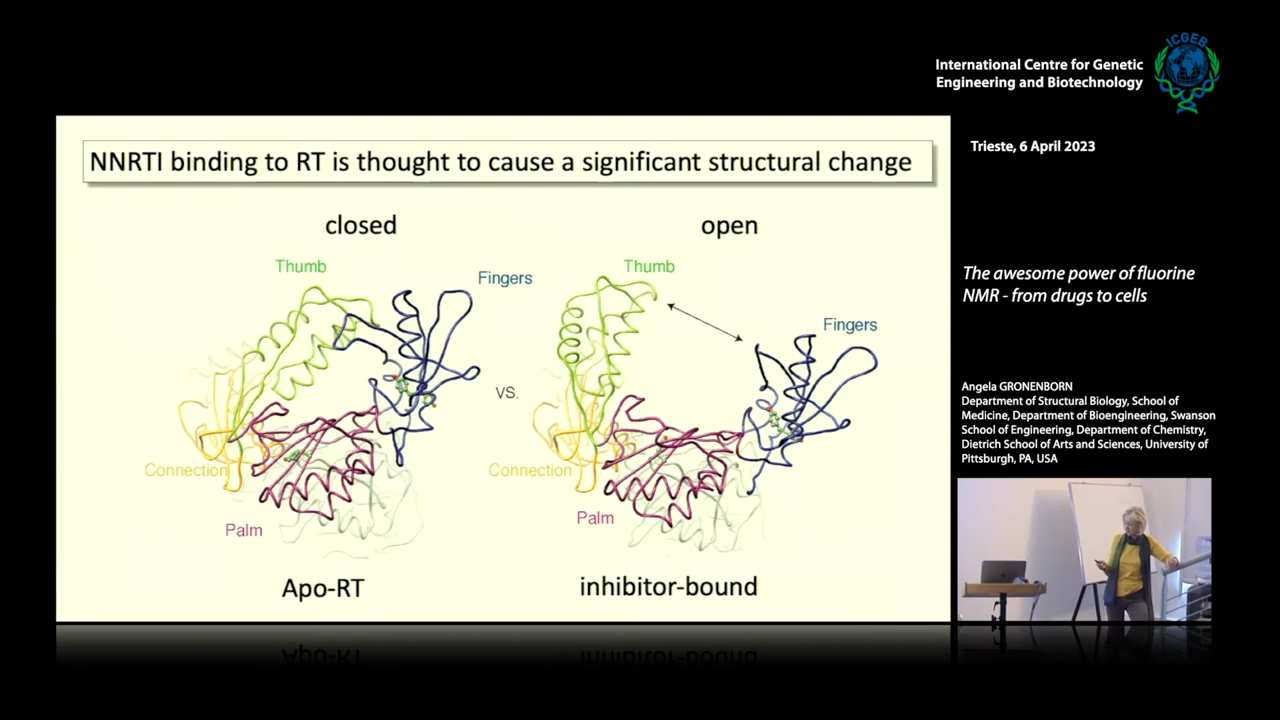 International Centre for Genetic
Engineering and Biotechnology
ICGEB
Trieste, 6 April 2023
NNRTI binding to RT is thought to cause a significant structural change
closed
open
Thumb
Fingers
Thumb
Fingers
VS.
Connection
Palm
Connection
Palm
Apo-RT
inhibitor-bound
The awesome power of fluorine
NMR - from drugs to cells
Angela GRONENBORN
Department of Structural Biology, School of
Medicine, Department of Bioengineering, Swanson
School of Engineering, Department of Chemistry,
Dietrich School of Arts and Sciences, University of
Pittsburgh, PA, USA